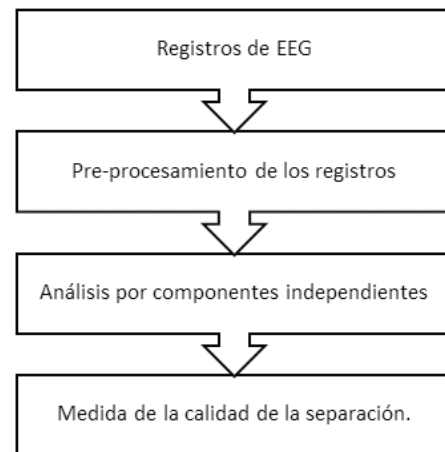 Registros de EEG
Pre-procesamiento de los registros
Análisis por componentes independientes
Medida de la calidad de la separación.